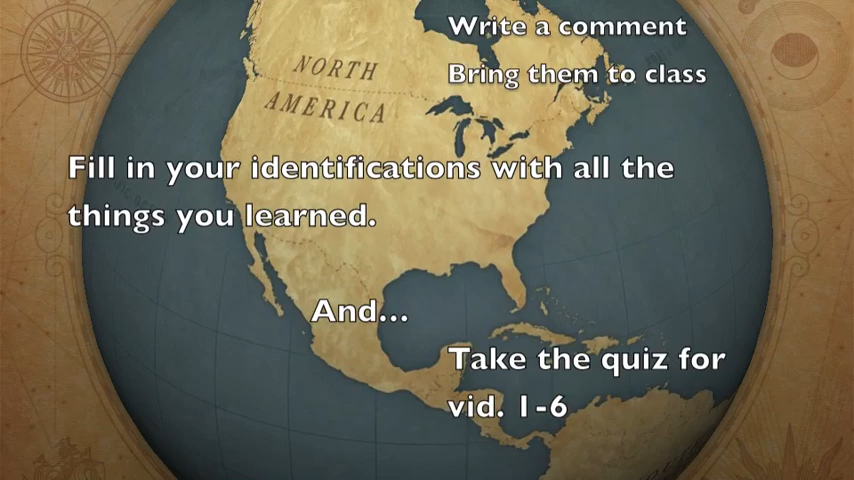 Write a comment
Bring them to class
NORTH
AMERICA
Fill in your identifications with all the
things you learned.
And...
Take the quiz for
vid. 1-6